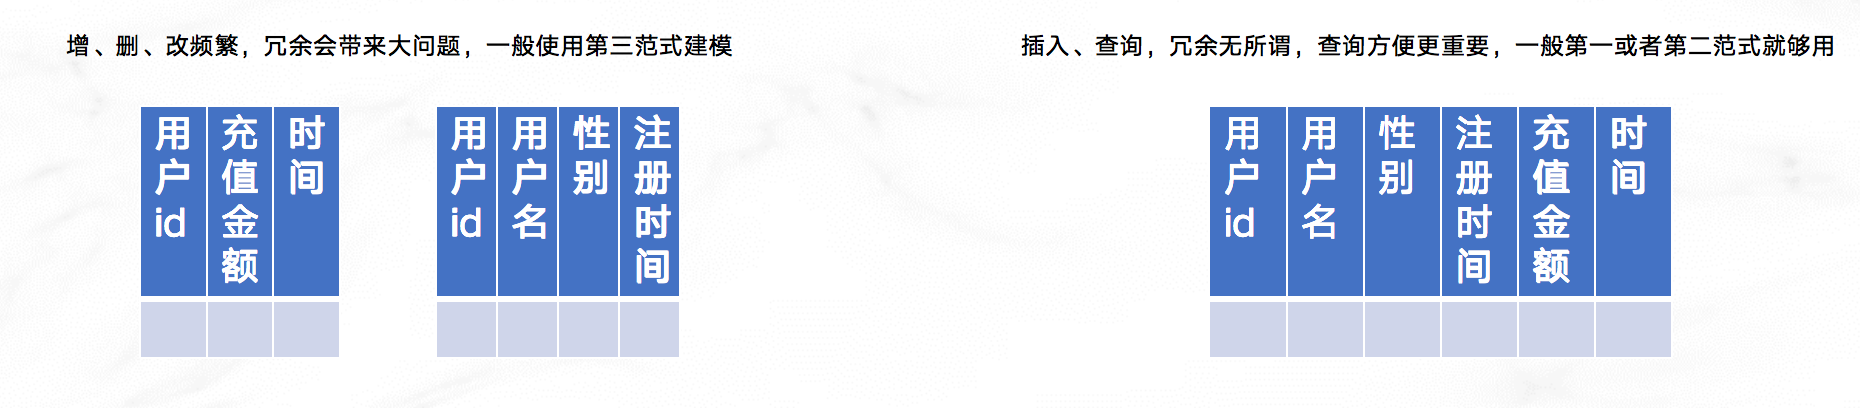 增、删、改频繁，冗余会带来大问题，一般使用第三范式建模
插入、查询，冗余无所谓，查询方便更重要，一般第一或者第二范式就够用
用户id 充值金额 时间
用户id 用户名 性别 注册时间
用户id 用户名 性别 注册时间 充值金额 时间